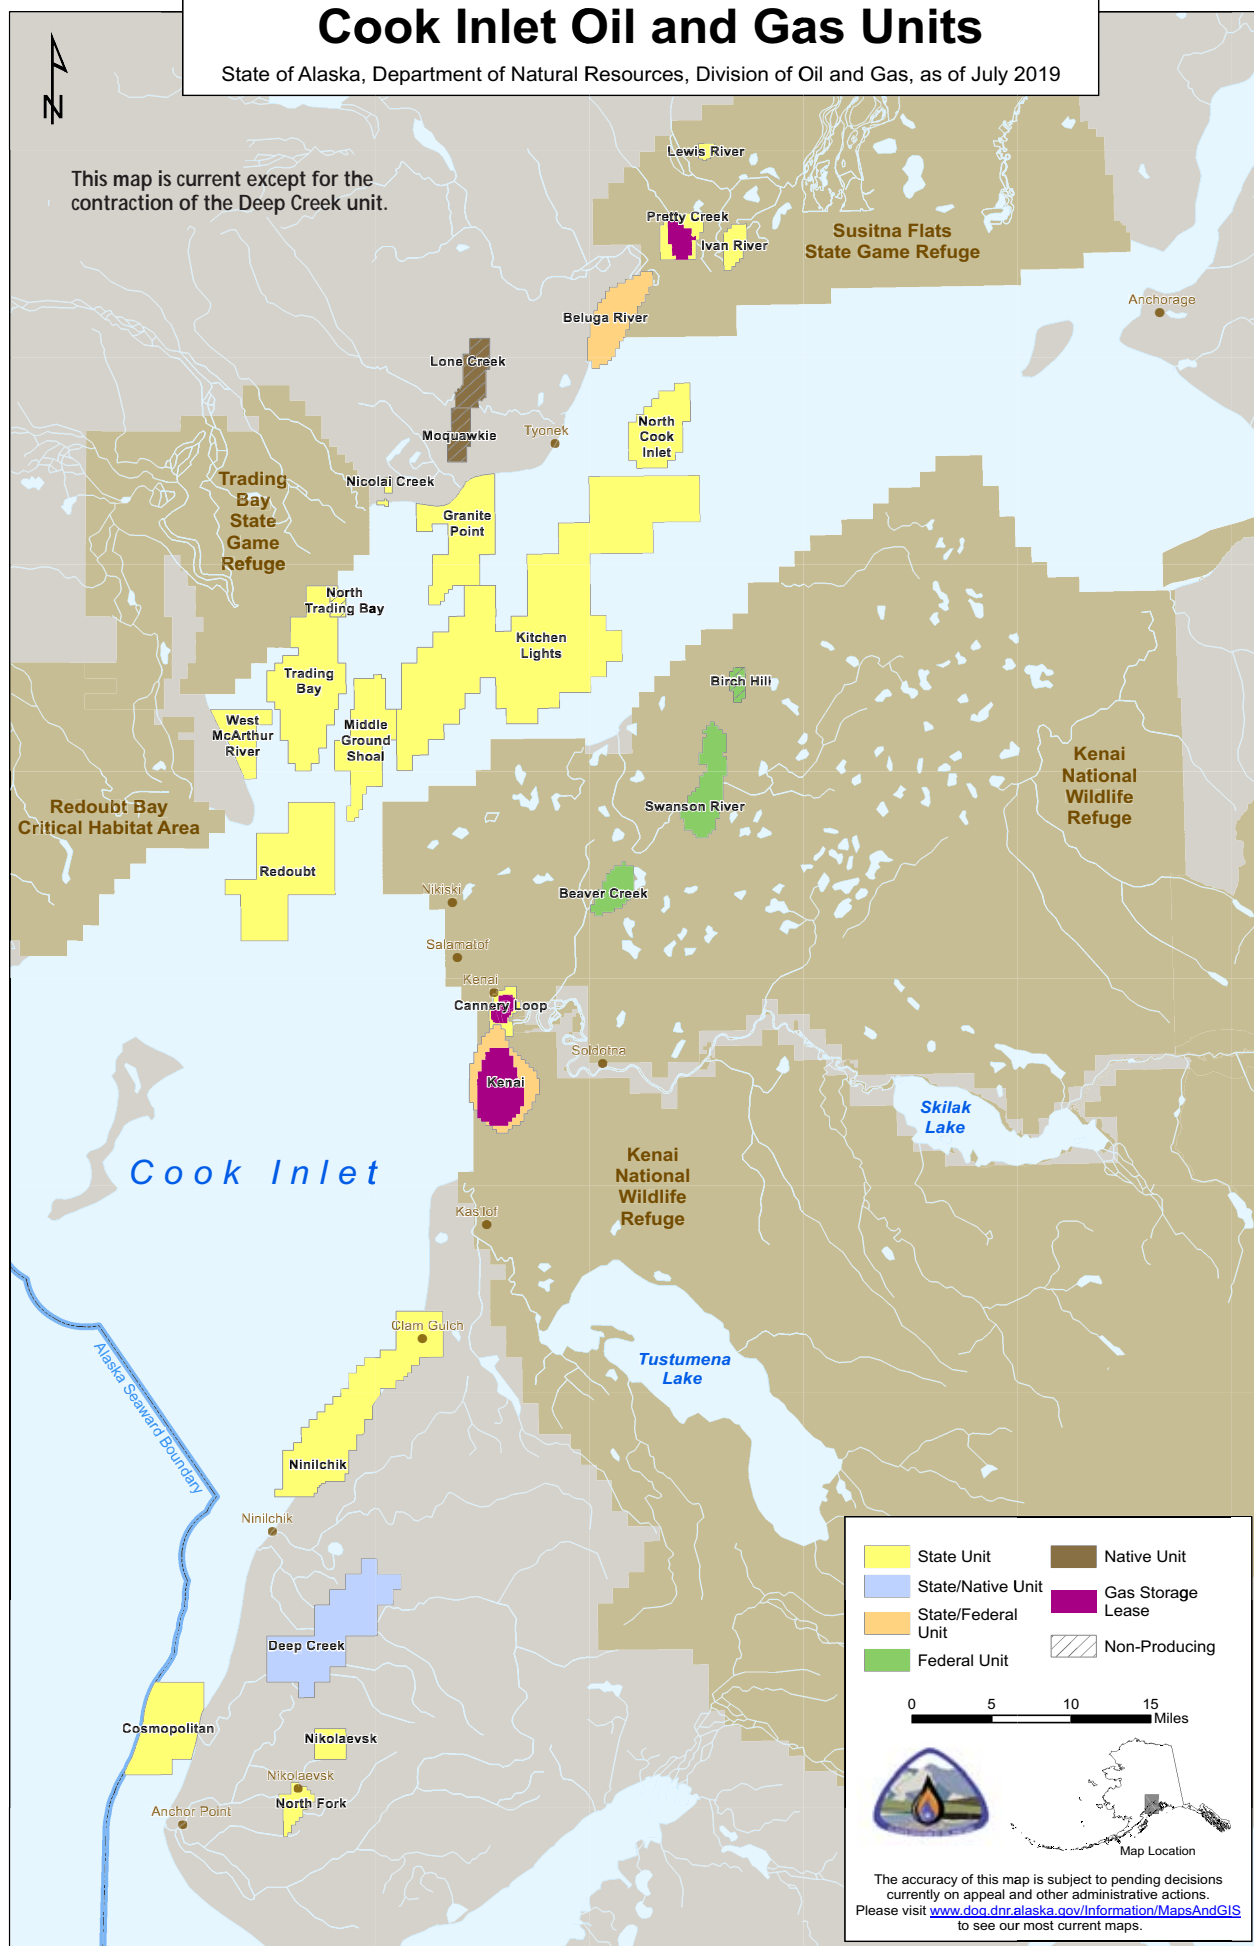 Cook Inlet Oil and Gas Units
State of Alaska, Department of Natural Resources, Division of Oil and Gas, as of July 2019
N
This map is current except for the
contraction of the Deep Creek unit.
Lewis River
Pretty Creek
Ivan River
Susitna Flats
State Game Refuge
Anchorage
Beluga River
Lone Creek
Moquawkie
Tyonek
North
Cook
Inlet
Nicolai Creek
Trading
Bay
State
Game
Refuge
Granite
Point
North
Trading Bay
Kitchen
Lights
Trading
Bay
West
McArthur
River
Middle
Ground
Shoal
Birch Hill
Swanson River
Kenai
National
Wildlife
Refuge
Redoubt Bay
Critical Habitat Area
Redoubt
Beaver Creek
Nikiski
Salamatof
Kenai
Cannery Loop
Soldotna
Kenai
Skilak
Lake
Cook Inlet
Kenai
National
Wildlife
Refuge
Kasilof
Clam Gulch
Tustumena
Lake
Alaska Seaward Boundary
Ninilchik
Ninilchik
Deep Creek
Cosmopolitan
Nikolaevsk
Nikolaevsk
North Fork
Anchor Point
State Unit
State/Native Unit
State/Federal
Unit
Federal Unit
Native Unit
Gas Storage
Lease
Non-Producing
0 5 10 15
Miles
Map Location
The accuracy of this map is subject to pending decisions
currently on appeal and other administrative actions.
Please visit www.dog.dnr.alaska.gov/Information/MapsAndGIS
to see our most current maps.